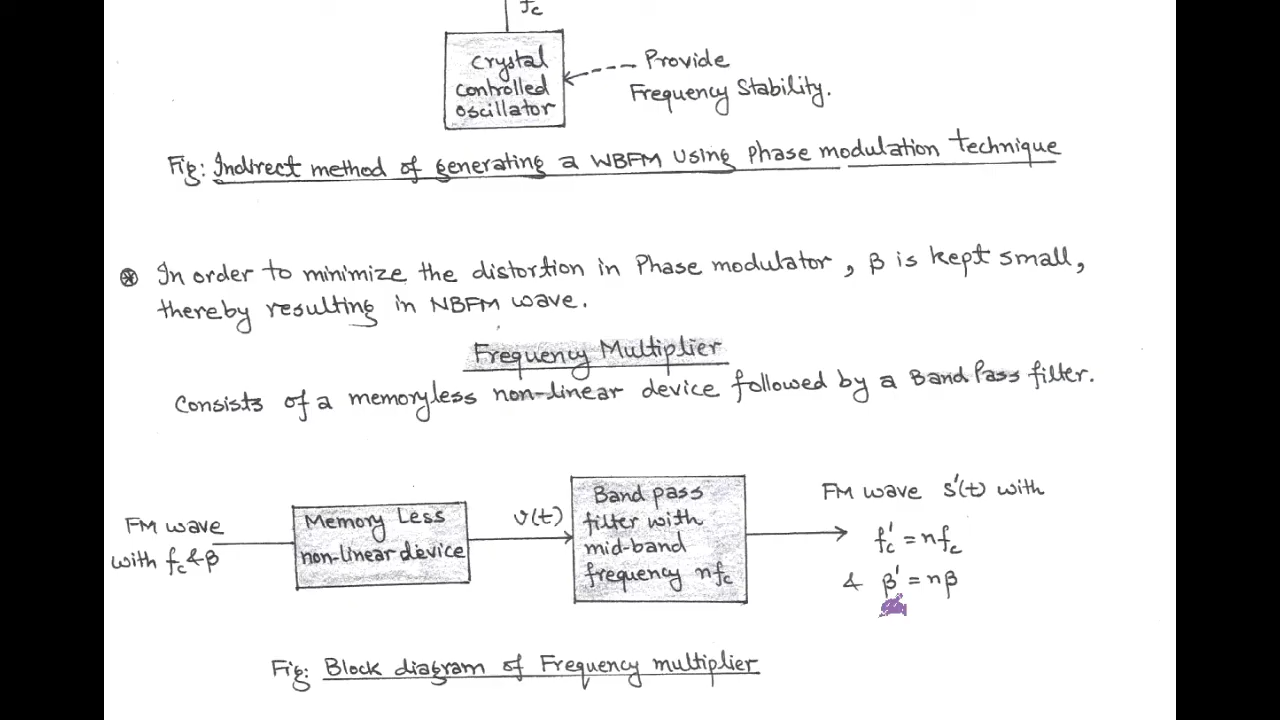 fc
Crystal
controlled
oscillator
Provide
Frequency Stability.
Fig: Indirect method of generating a WBFM Using Phase modulation technique
⊛ In order to minimize the distortion in Phase modulator, β is kept small,
thereby resulting in NBFM wave.
Frequency Multiplier
Consists of a memoryless non-linear device followed by a Band Pass filter.
FM wave
with fc & β
Memory Less
non-linear device
v(t)
Band pass
filter with
mid-band
frequency nfc
FM wave s'(t) with
fc' = nfc
& β' = nβ
Fig: Block diagram of Frequency multiplier